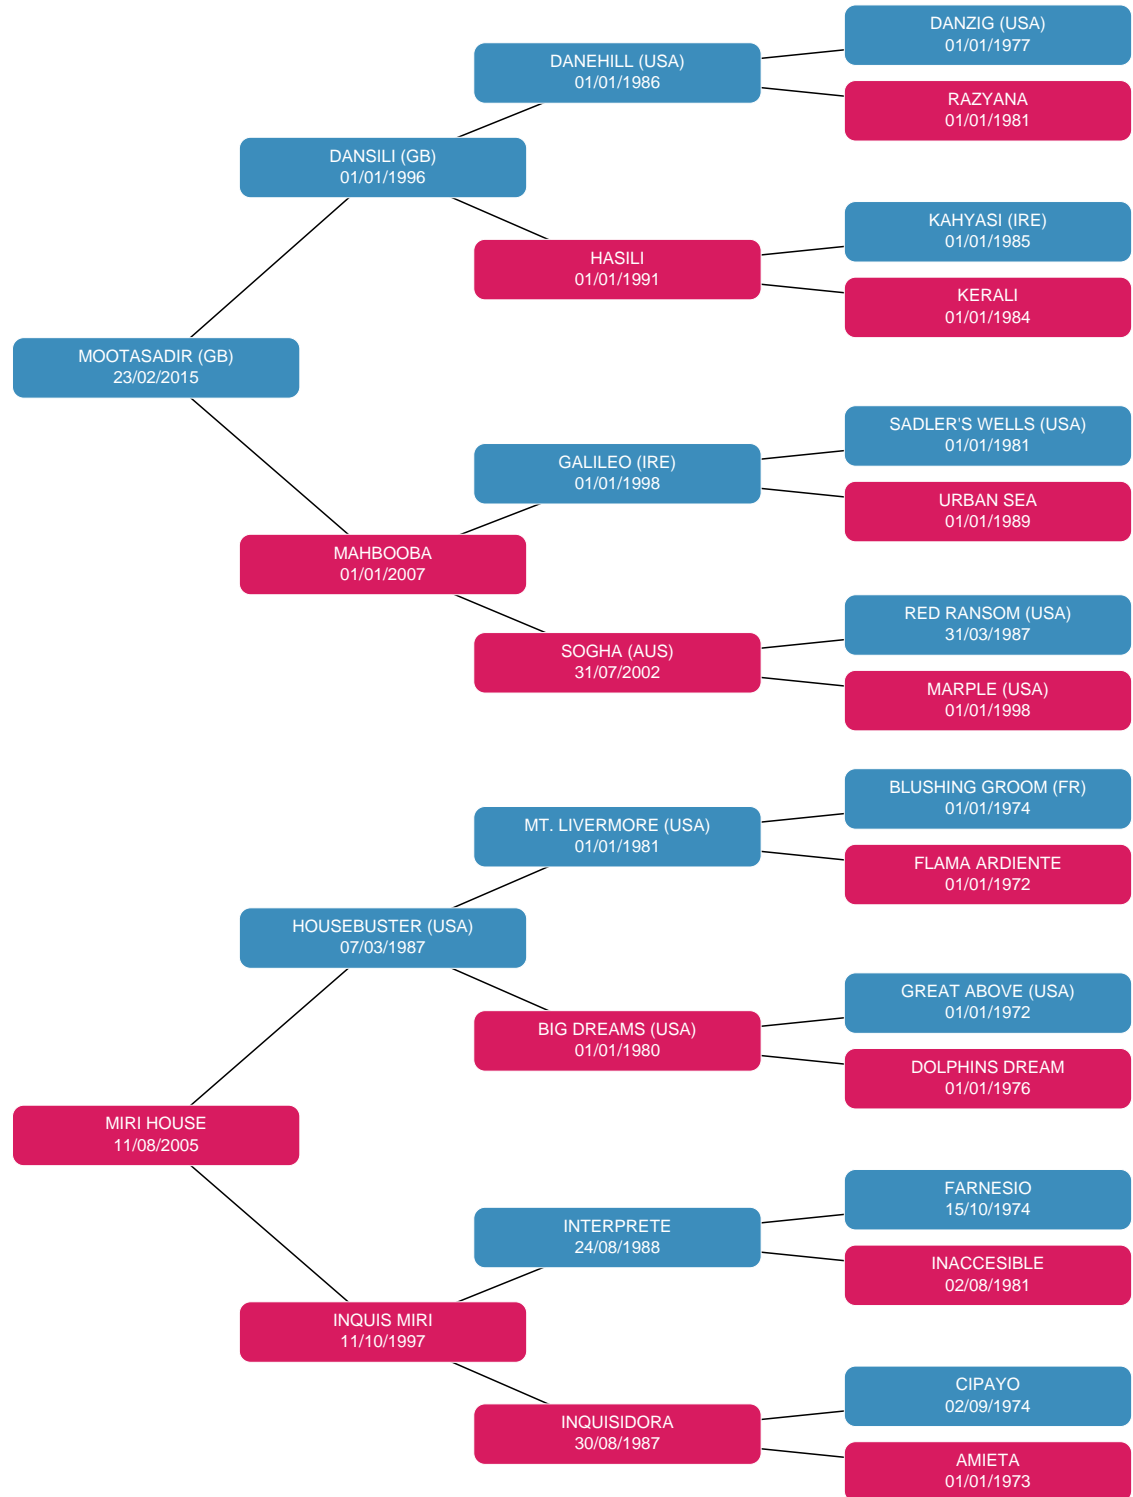 DANZIG (USA)
01/01/1977
DANEHILL (USA)
01/01/1986
RAZYANA
01/01/1981
DANSILI (GB)
01/01/1996
KAHYASI (IRE)
01/01/1985
HASILI
01/01/1991
KERALI
01/01/1984
MOOTASADIR (GB)
23/02/2015
SADLER'S WELLS (USA)
01/01/1981
GALILEO (IRE)
01/01/1998
URBAN SEA
01/01/1989
MAHBOOBA
01/01/2007
RED RANSOM (USA)
31/03/1987
SOGHA (AUS)
31/07/2002
MARPLE (USA)
01/01/1998
BLUSHING GROOM (FR)
01/01/1974
MT. LIVERMORE (USA)
01/01/1981
FLAMA ARDIENTE
01/01/1972
HOUSEBUSTER (USA)
07/03/1987
GREAT ABOVE (USA)
01/01/1972
BIG DREAMS (USA)
01/01/1980
DOLPHINS DREAM
01/01/1976
MIRI HOUSE
11/08/2005
FARNESIO
15/10/1974
INTERPRETE
24/08/1988
INACCESIBLE
02/08/1981
INQUIS MIRI
11/10/1997
CIPAYO
02/09/1974
INQUISIDORA
30/08/1987
AMIETA
01/01/1973